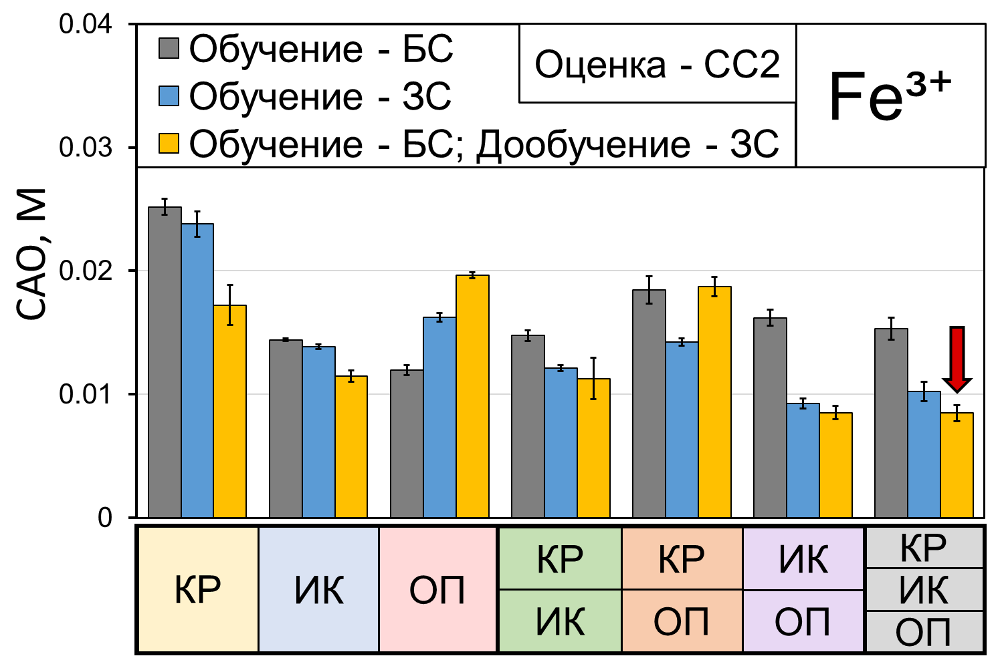 0.04
0.03
0.02
0.01
0
САО, М
Обучение - БС
Обучение - ЗС
Обучение - БС; Дообучение - ЗС
Оценка - СС2
Fe³⁺
КР
ИК
ОП
КР
ИК
КР
ОП
ИК
ОП
КР
ИК
ОП